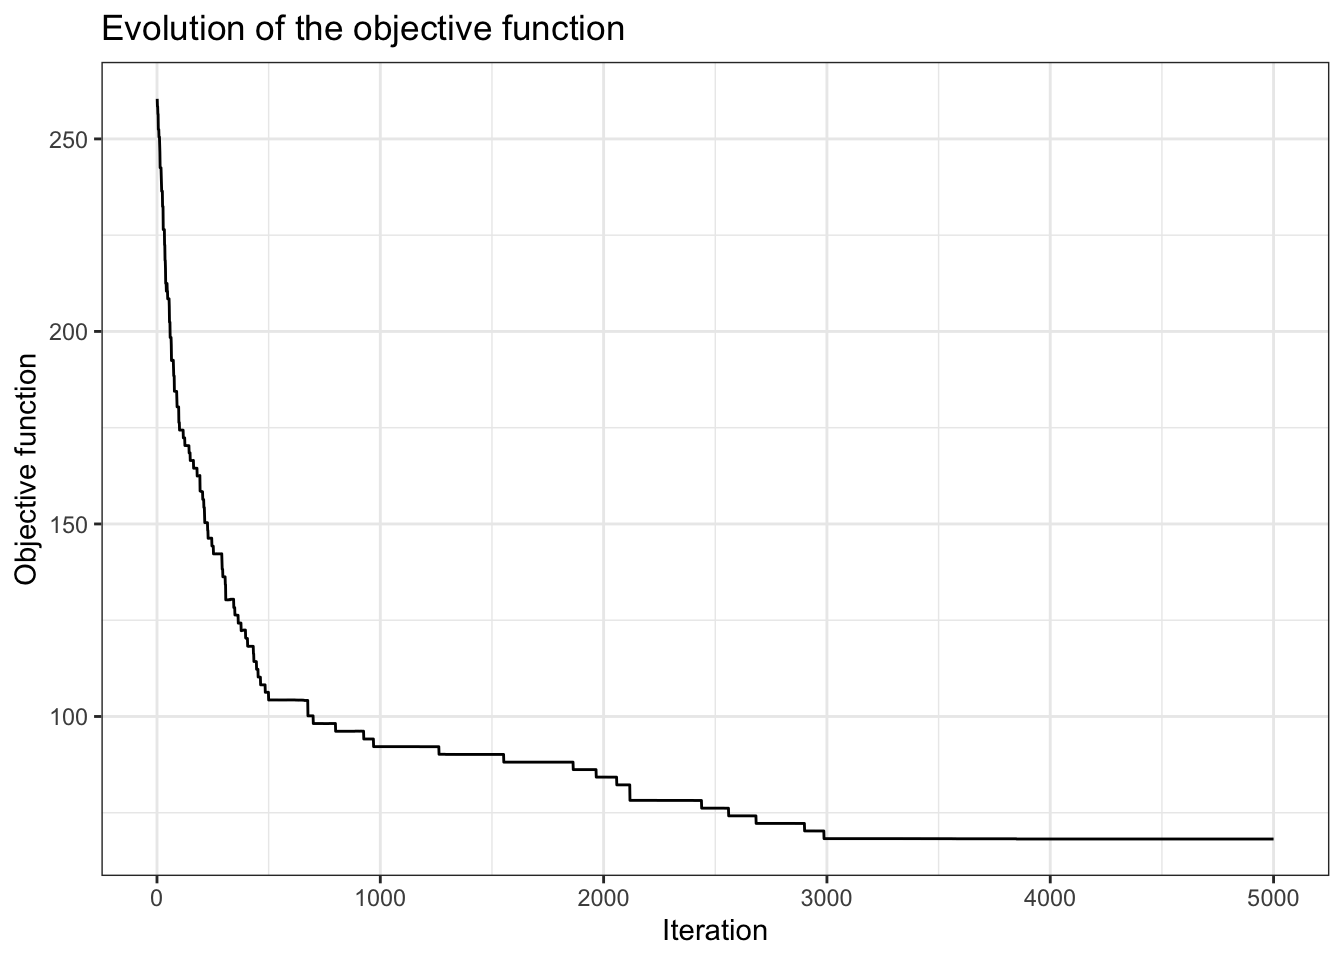 Evolution of the objective function
250
200
150
100
Objective function
0 1000 2000 3000 4000 5000
Iteration